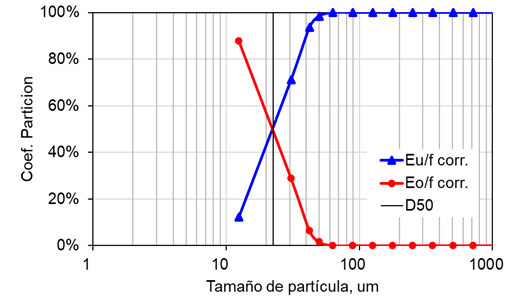 100%
80%
60%
40%
20%
0%
Coef. Particion
1
10
100
1000
Tamaño de partícula, um
Eu/f corr.
Eo/f corr.
D50